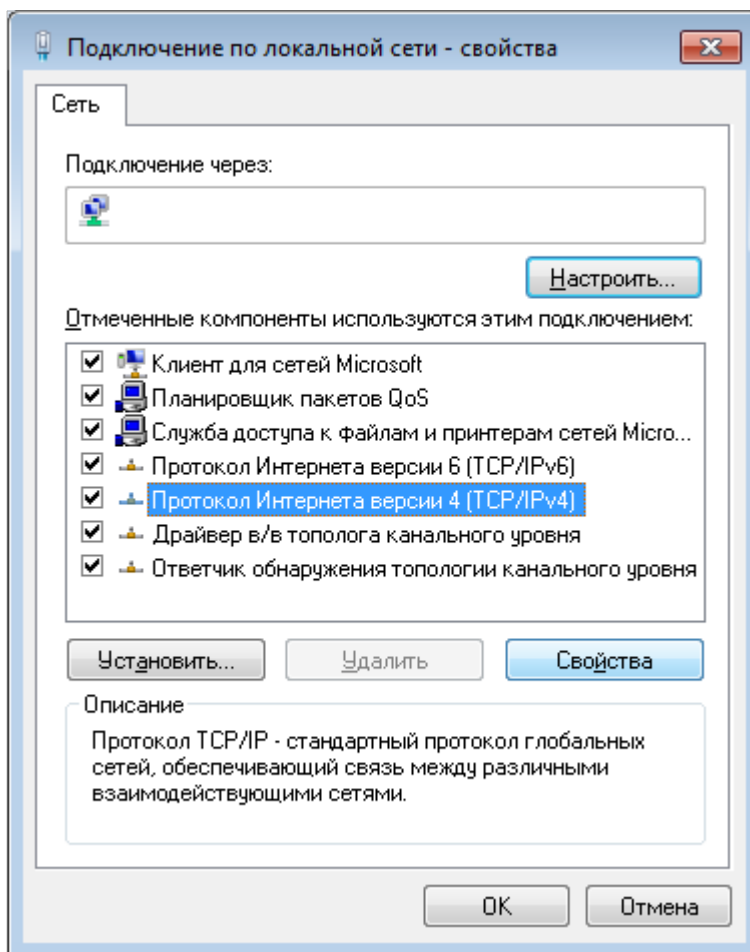 Подключение по локальной сети - свойства
Сеть
Подключение через:
Настроить...
Отмеченные компоненты используются этим подключением:
Клиент для сетей Microsoft
Планировщик пакетов QoS
Служба доступа к файлам и принтерам сетей Micro...
Протокол Интернета версии 6 (TCP/IPv6)
Протокол Интернета версии 4 (TCP/IPv4)
Драйвер в/в тополога канального уровня
Ответчик обнаружения топологии канального уровня
Установить...
Удалить
Свойства
Описание
Протокол TCP/IP - стандартный протокол глобальных
сетей, обеспечивающий связь между различными
взаимодействующими сетями.
OK
Отмена